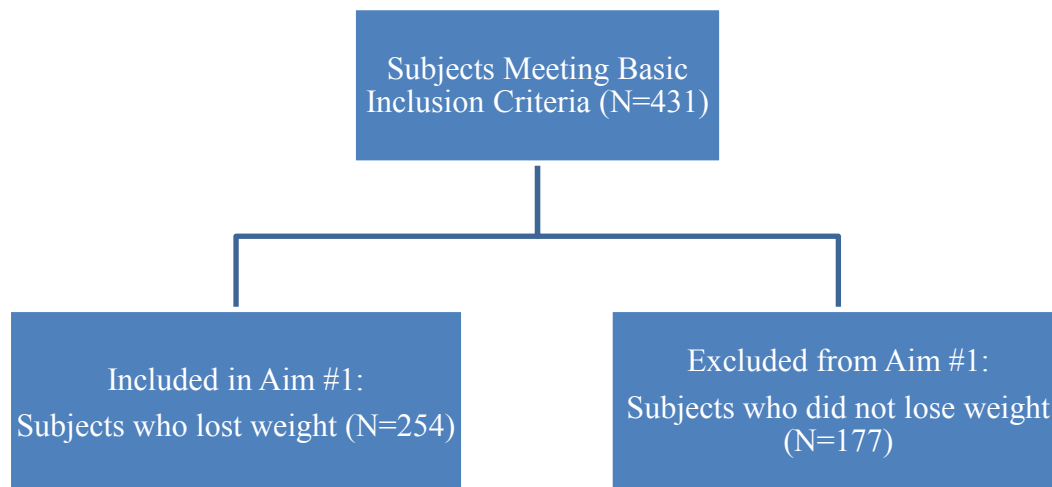 Subjects Meeting Basic
Inclusion Criteria (N=431)
Included in Aim #1:
Subjects who lost weight (N=254)
Excluded from Aim #1:
Subjects who did not lose weight
(N=177)